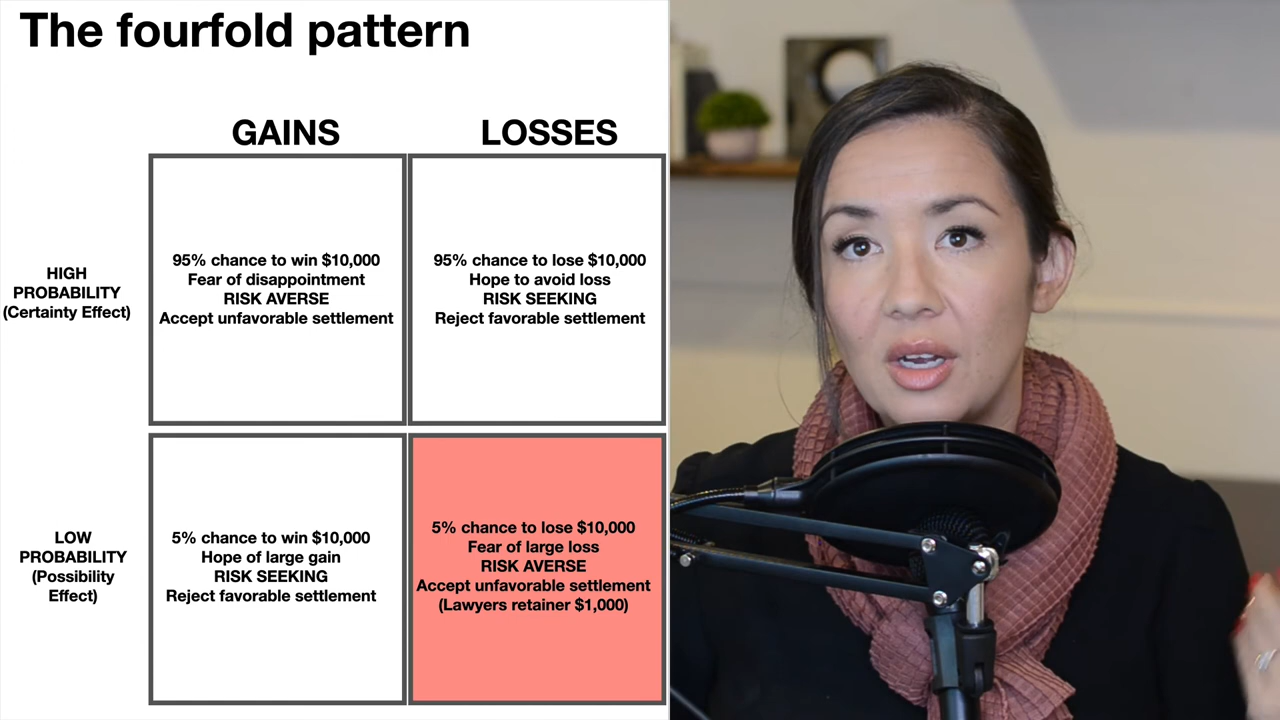 The fourfold pattern
GAINS
LOSSES
HIGH
PROBABILITY
(Certainty Effect)
95% chance to win $10,000
Fear of disappointment
RISK AVERSE
Accept unfavorable settlement
95% chance to lose $10,000
Hope to avoid loss
RISK SEEKING
Reject favorable settlement
LOW
PROBABILITY
(Possibility
Effect)
5% chance to win $10,000
Hope of large gain
RISK SEEKING
Reject favorable settlement
5% chance to lose $10,000
Fear of large loss
RISK AVERSE
Accept unfavorable settlement
(Lawyers retainer $1,000)